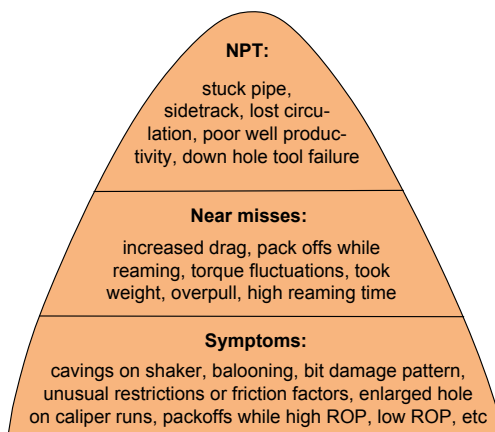 NPT:
stuck pipe,
sidetrack, lost circu-
lation, poor well produc-
tivity, down hole tool failure
Near misses:
increased drag, pack offs while
reaming, torque fluctuations, took
weight, overpull, high reaming time
Symptoms:
cavings on shaker, balooning, bit damage pattern,
unusual restrictions or friction factors, enlarged hole
on caliper runs, packoffs while high ROP, low ROP, etc